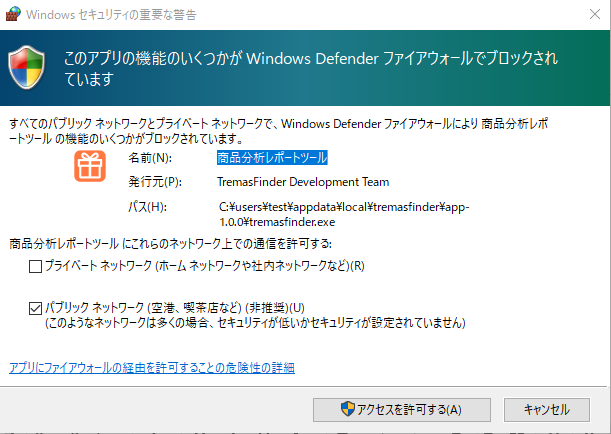 Windows セキュリティの重要な警告
このアプリの機能のいくつかが Windows Defender ファイアウォールでブロックされ
ています
すべてのパブリック ネットワークとプライベート ネットワークで、Windows Defender ファイアウォールにより 商品分析レポ
ートツール の機能のいくつかがブロックされています。
名前(N): 商品分析レポートツール
発行元(P): TremasFinder Development Team
パス(H): C:¥users¥test¥appdata¥local¥tremasfinder¥app-
1.0.0¥tremasfinder.exe
商品分析レポートツール にこれらのネットワーク上での通信を許可する:
プライベート ネットワーク (ホーム ネットワークや社内ネットワークなど)(R)
パブリック ネットワーク (空港、喫茶店など) (非推奨)(U)
(このようなネットワークは多くの場合、セキュリティが低いかセキュリティが設定されていません)
アプリにファイアウォールの経由を許可することの危険性の詳細
アクセスを許可する(A)
キャンセル